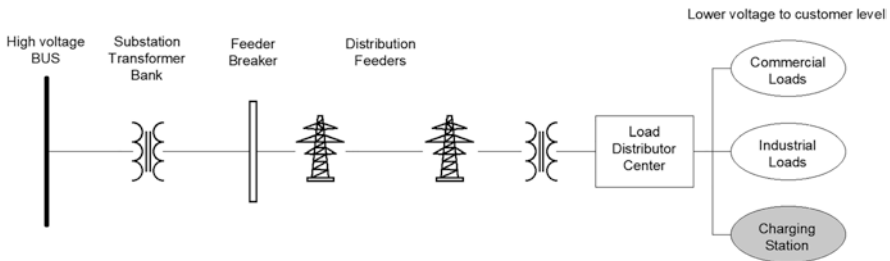 Lower voltage to customer level
High voltage
BUS
Substation
Transformer
Bank
Feeder
Breaker
Distribution
Feeders
Commercial
Loads
Load
Distributor
Center
Industrial
Loads
Charging
Station